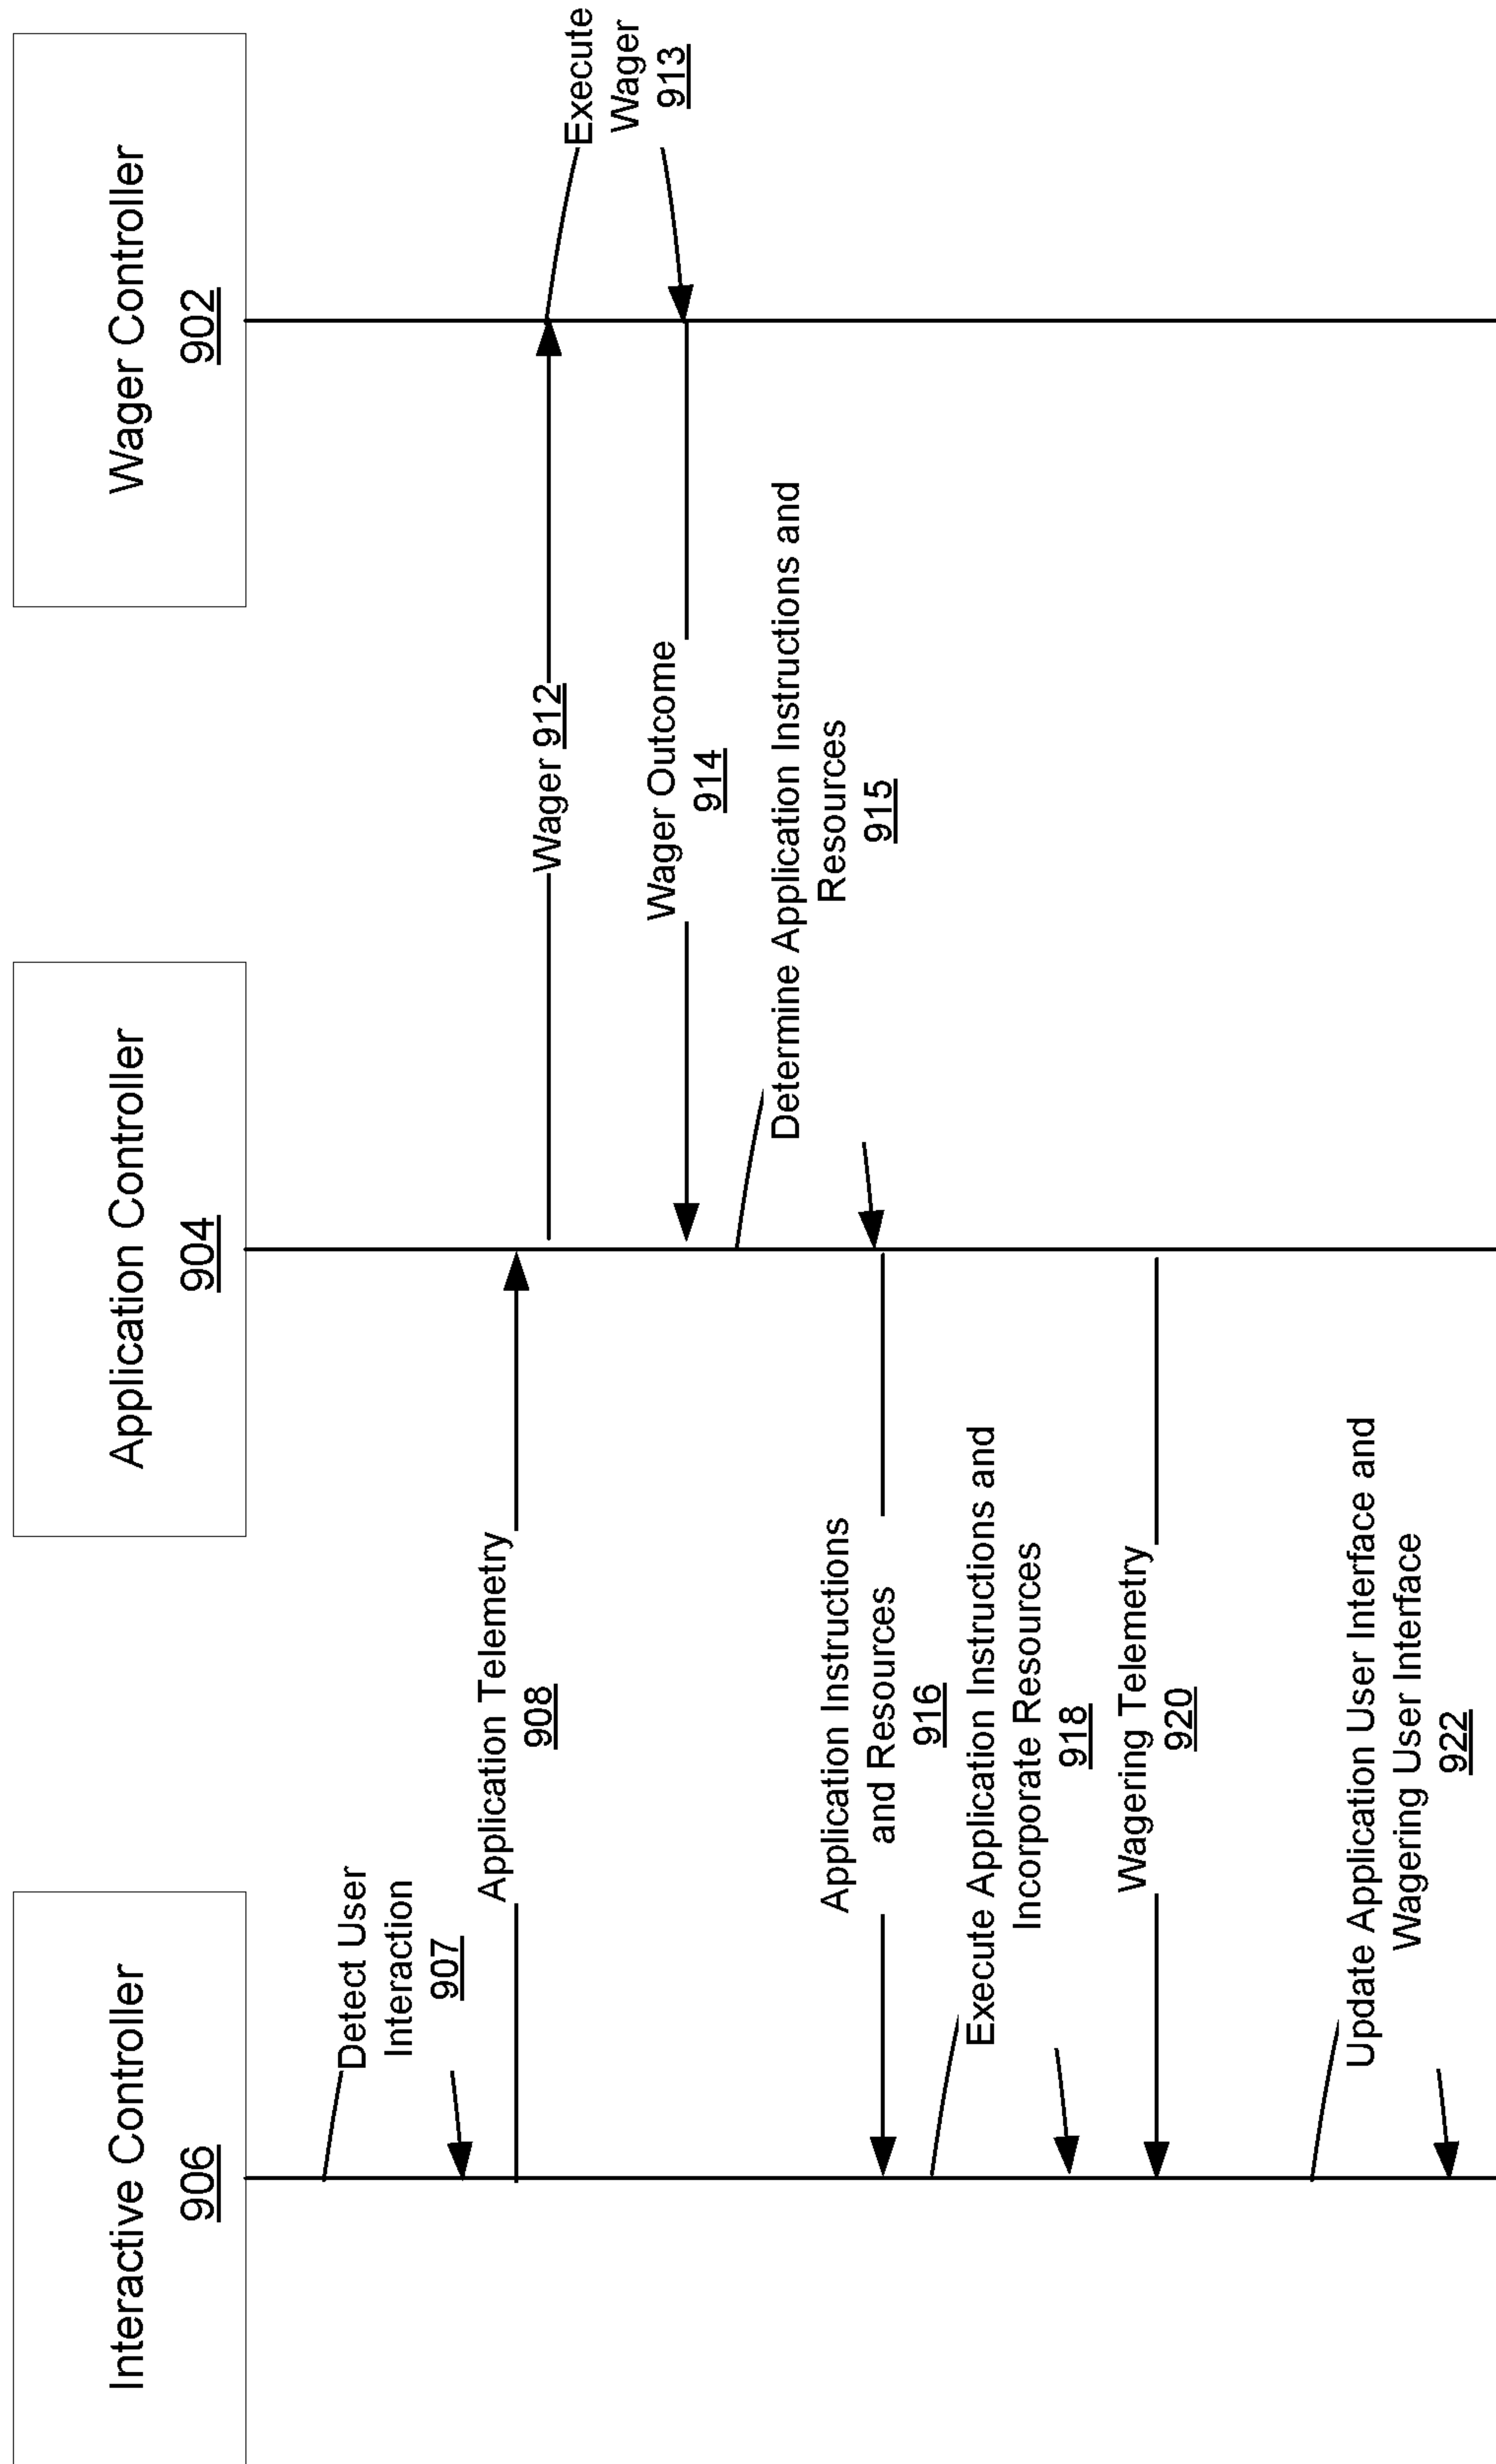 Interactive Controller
906
Application Controller
904
Wager Controller
902
Detect User
Interaction
907
Application Telemetry
908
Wager 912
Execute
Wager
913
Wager Outcome
914
Determine Application Instructions and
Resources
915
Application Instructions
and Resources
916
Execute Application Instructions and
Incorporate Resources
918
Wagering Telemetry
920
Update Application User Interface and
Wagering User Interface
922